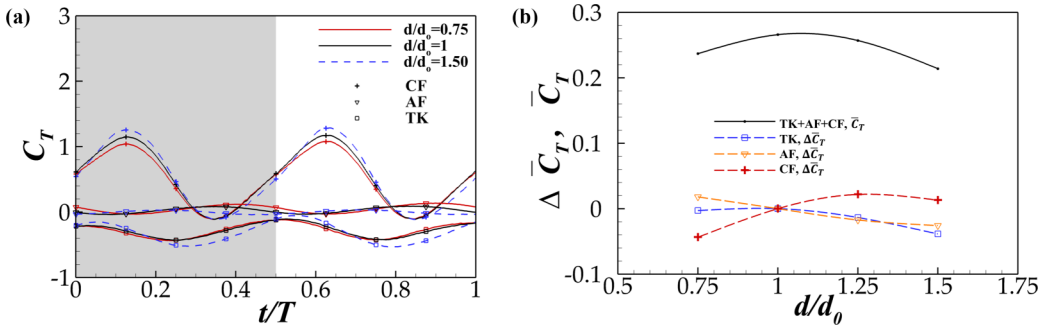 (a)
3
2
1
0
-1
C_T
0
0.2
0.4
0.6
0.8
1
t/T
d/d_o=0.75
d/d_o=1
d/d_o=1.50
CF
AF
TK
(b)
0.3
0.2
0.1
0
-0.1
Δ C̅_T, C̅_T
0.5
0.75
1
1.25
1.5
1.75
d/d_0
TK+AF+CF, C̅_T
TK, ΔC̅_T
AF, ΔC̅_T
CF, ΔC̅_T